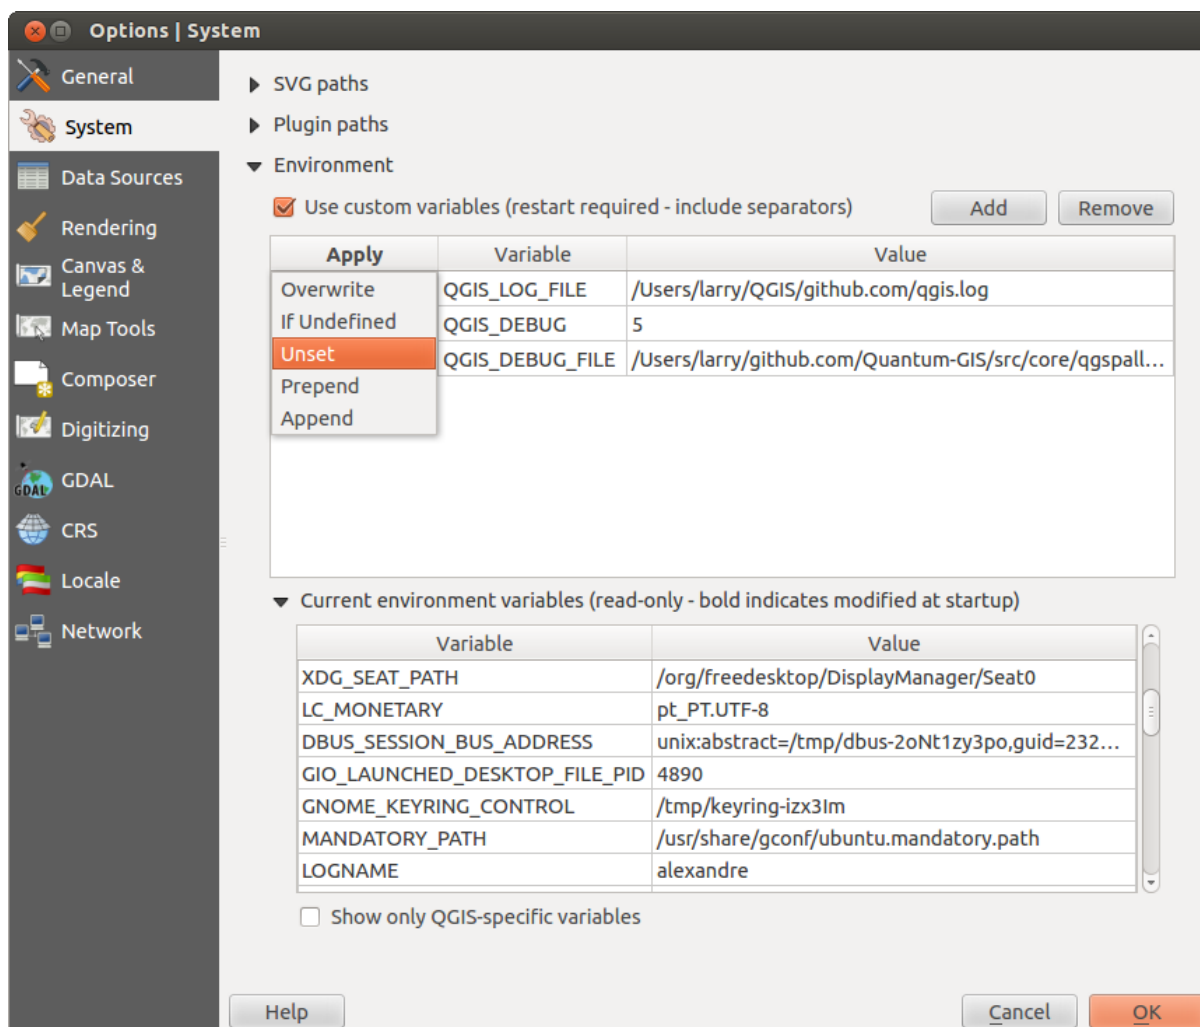 Options | System
General
System
Data Sources
Rendering
Canvas &
Legend
Map Tools
Composer
Digitizing
GDAL
GDAL
CRS
Locale
Network
SVG paths
Plugin paths
Environment
Use custom variables (restart required - include separators)
Add
Remove
Apply Variable Value
Overwrite
If Undefined
Unset
Prepend
Append
QGIS_LOG_FILE /Users/larry/QGIS/github.com/qgis.log
QGIS_DEBUG 5
QGIS_DEBUG_FILE /Users/larry/github.com/Quantum-GIS/src/core/qgspall...
Current environment variables (read-only - bold indicates modified at startup)
Variable Value
XDG_SEAT_PATH /org/freedesktop/DisplayManager/Seat0
LC_MONETARY pt_PT.UTF-8
DBUS_SESSION_BUS_ADDRESS unix:abstract=/tmp/dbus-2oNt1zy3po,guid=232...
GIO_LAUNCHED_DESKTOP_FILE_PID 4890
GNOME_KEYRING_CONTROL /tmp/keyring-izx3Im
MANDATORY_PATH /usr/share/gconf/ubuntu.mandatory.path
LOGNAME alexandre
Show only QGIS-specific variables
Help
Cancel
OK